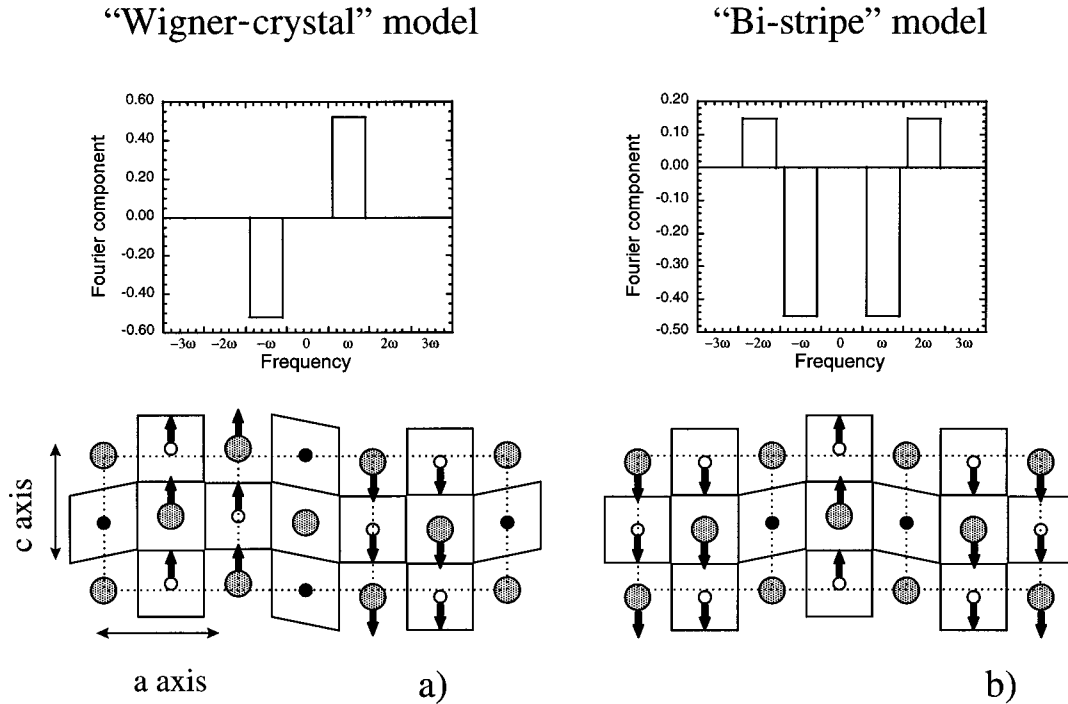 “Wigner-crystal” model
“Bi-stripe” model
Fourier component
0.60
0.40
0.20
0.00
-0.20
-0.40
-0.60
−3ω −2ω −ω 0 ω 2ω 3ω
Frequency
Fourier component
0.20
0.10
0.00
-0.10
-0.20
-0.30
-0.40
-0.50
−3ω −2ω −ω 0 ω 2ω 3ω
Frequency
c axis
a axis
a)
b)